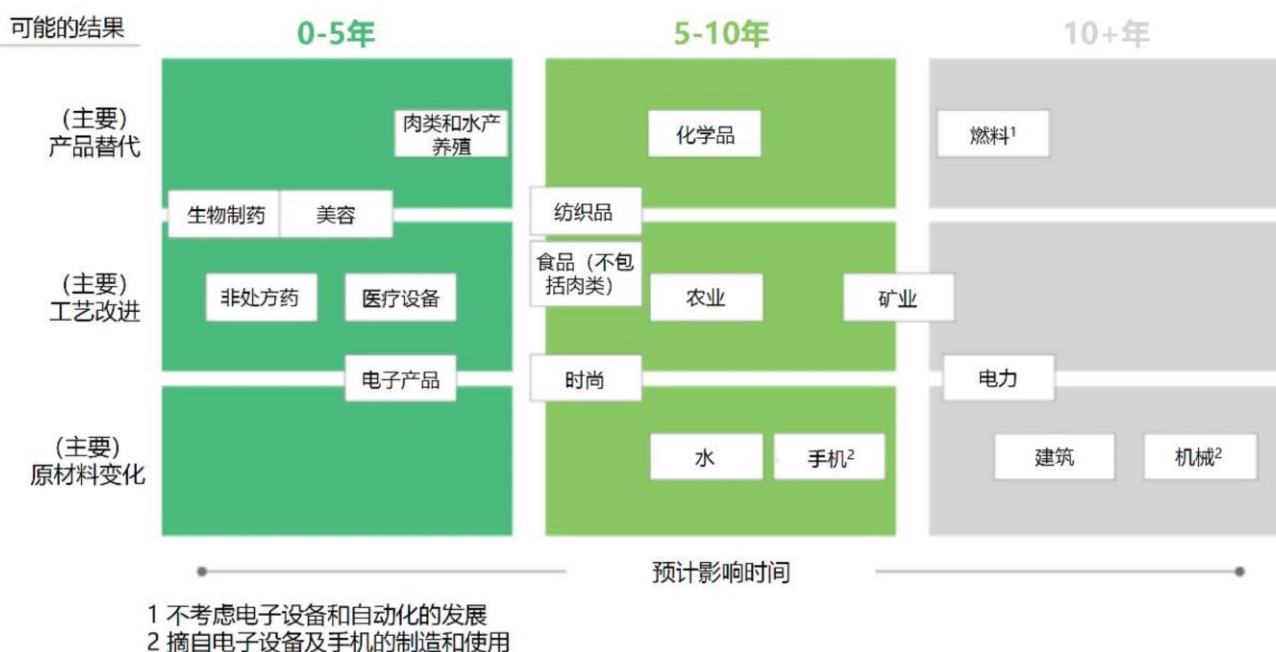 可能的结果
0-5年
5-10年
10+年
(主要)
产品替代
肉类和水产
养殖
化学品
燃料¹
生物制药
美容
纺织品
(主要)
工艺改进
非处方药
医疗设备
食品（不包
括肉类）
农业
矿业
电子产品
时尚
电力
(主要)
原材料变化
水
手机²
建筑
机械²
预计影响时间
1 不考虑电子设备和自动化的发展
2 摘自电子设备及手机的制造和使用